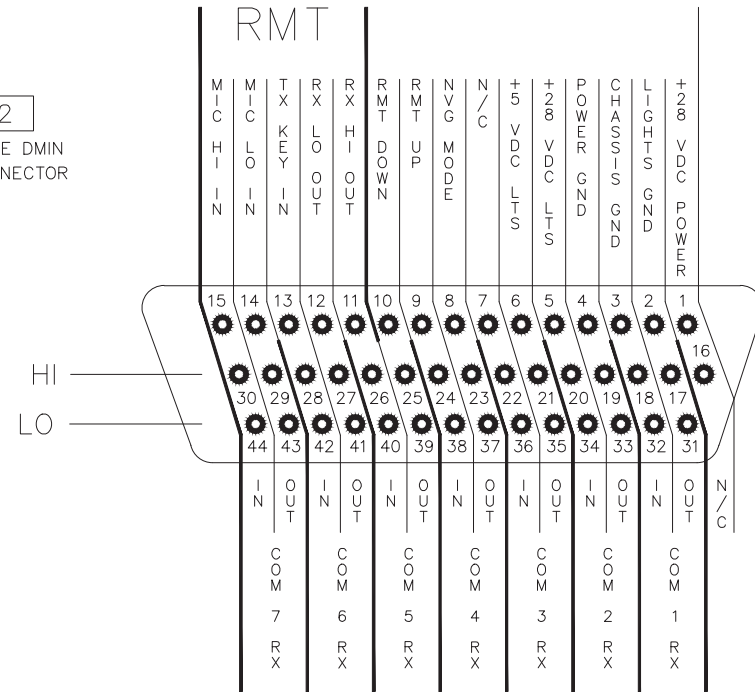 RMT
2
E DMIN
NECTOR
MIC HI IN
MIC LO IN
TX KEY IN
RX LO OUT
RX HI OUT
RMT DOWN
RMT UP
NVG MODE
N/C
+5 VDC LTS
+28 VDC LTS
POWER GND
CHASSIS GND
LIGHTS GND
+28 VDC POWER
15 14 13 12 11 10 9 8 7 6 5 4 3 2 1
16
HI
30 29 28 27 26 25 24 23 22 21 20 19 18 17
LO
44 43 42 41 40 39 38 37 36 35 34 33 32 31
IN OUT IN OUT IN OUT IN OUT IN OUT IN OUT IN OUT N/C
COM 7 RX
COM 6 RX
COM 5 RX
COM 4 RX
COM 3 RX
COM 2 RX
COM 1 RX